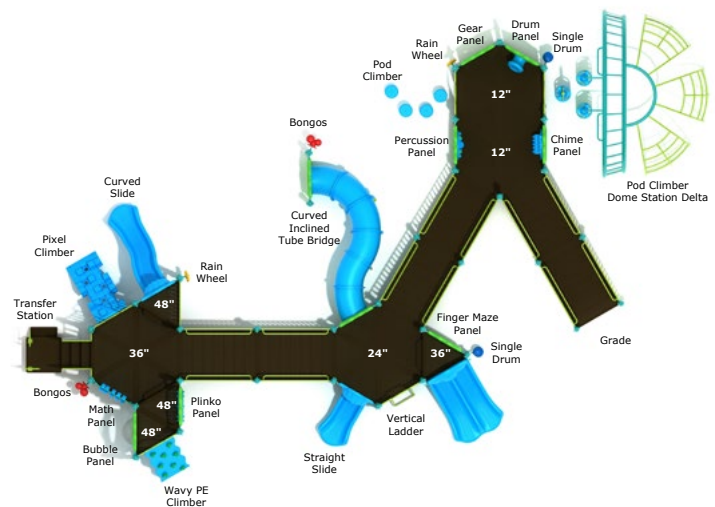 Gear
Panel
Drum
Panel
Single
Drum
Rain
Wheel
Pod
Climber
12"
Bongos
Percussion
Panel
12"
Chime
Panel
Pod Climber
Dome Station Delta
Curved
Slide
Curved
Inclined
Tube Bridge
Pixel
Climber
Rain
Wheel
48"
Transfer
Station
Finger Maze
Panel
Grade
36"
24"
36"
Single
Drum
Bongos
Math
Panel
48"
Plinko
Panel
48"
Vertical
Ladder
Bubble
Panel
Straight
Slide
Wavy PE
Climber